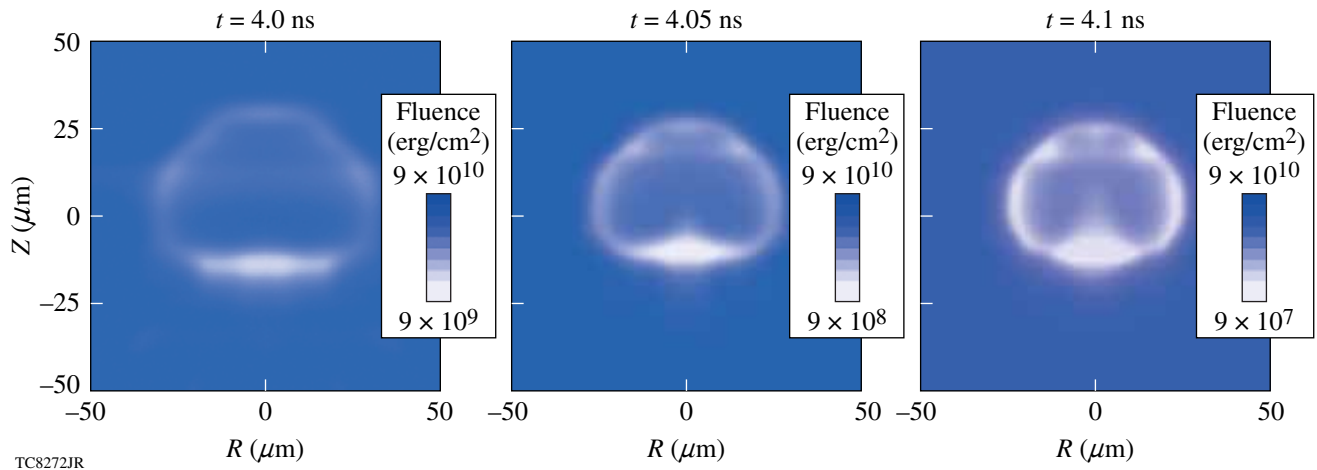 t = 4.0 ns
t = 4.05 ns
t = 4.1 ns
50
25
0
–25
–50
Z (μm)
Fluence
(erg/cm²)
9 × 10¹⁰
9 × 10⁹
Fluence
(erg/cm²)
9 × 10¹⁰
9 × 10⁸
Fluence
(erg/cm²)
9 × 10¹⁰
9 × 10⁷
–50
0
50
0
50
–50
0
50
R (μm)
R (μm)
R (μm)
TC8272JR